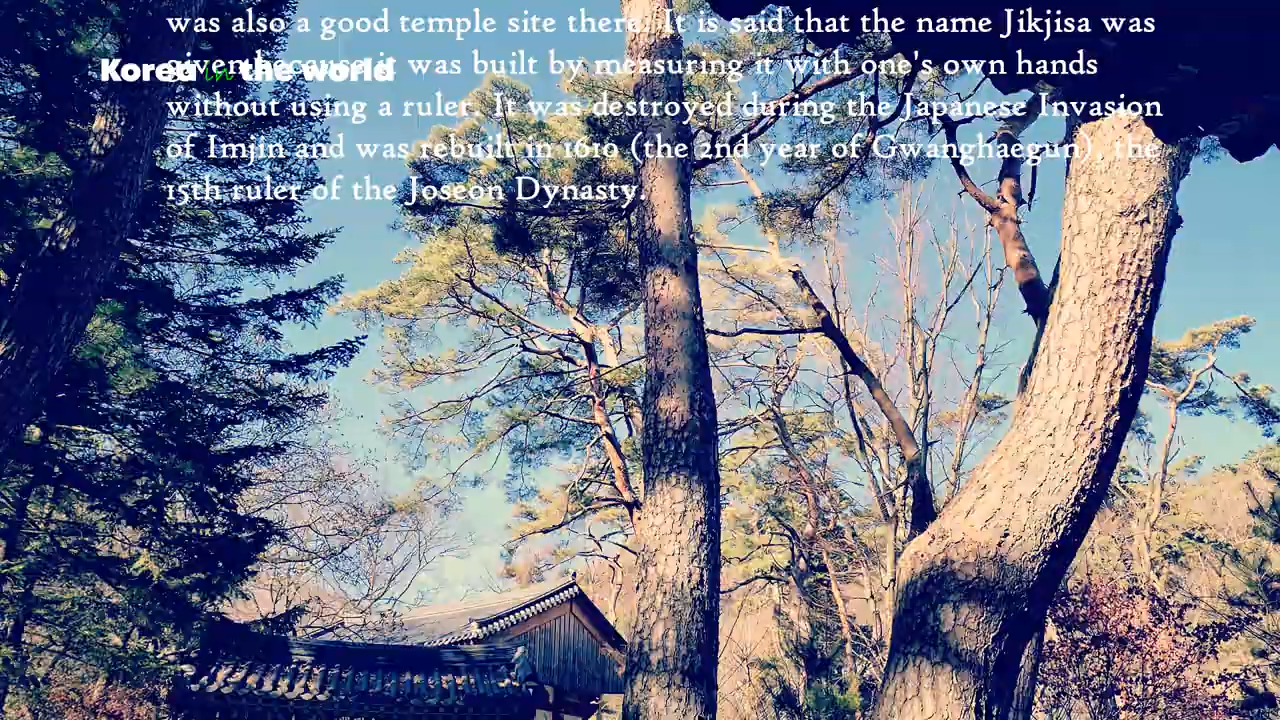 was also a good temple site there. It is said that the name Jikjisa was
given because it was built by measuring it with one's own hands
Korea in the world
without using a ruler. It was destroyed during the Japanese Invasion
of Imjin and was rebuilt in 1610 (the 2nd year of Gwanghaegun), the
15th ruler of the Joseon Dynasty.